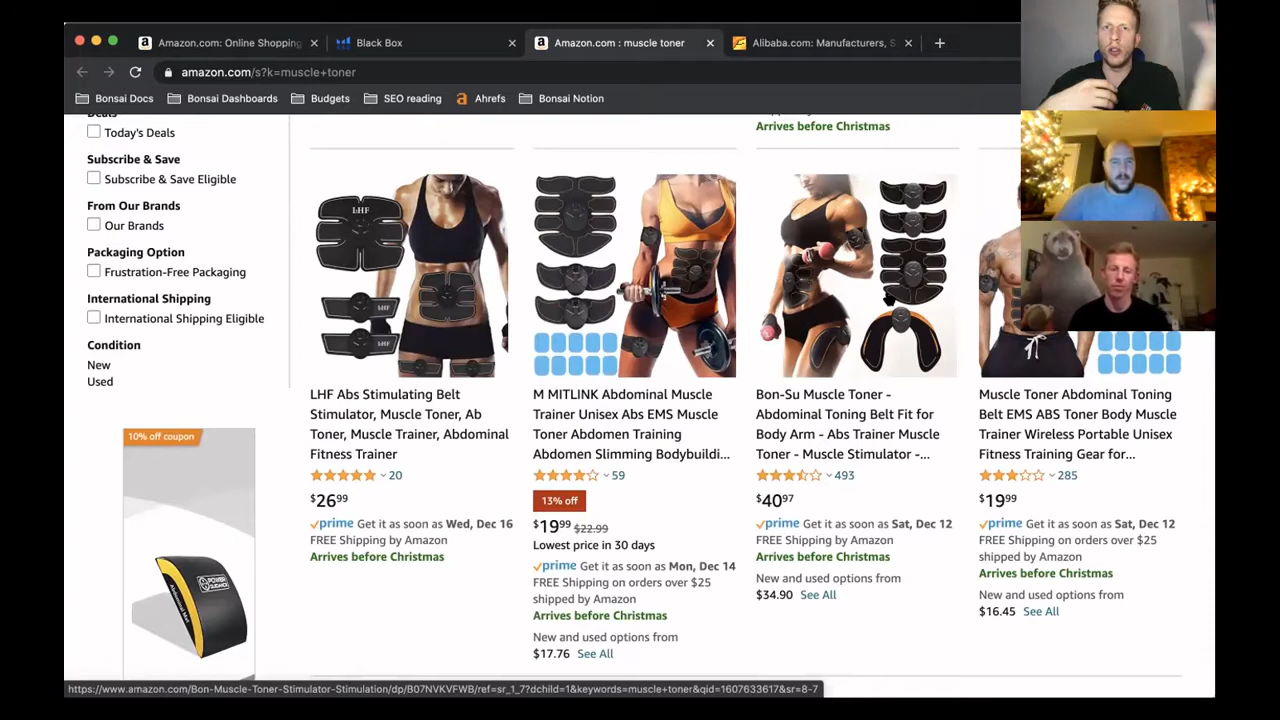 Amazon.com: Online Shopping
Black Box
Amazon.com : muscle toner
Alibaba.com: Manufacturers, S
amazon.com/s?k=muscle+toner
Bonsai Docs
Bonsai Dashboards
Budgets
SEO reading
Ahrefs
Bonsai Notion
Deals
Today's Deals
Subscribe & Save
Subscribe & Save Eligible
From Our Brands
Our Brands
Packaging Option
Frustration-Free Packaging
International Shipping
International Shipping Eligible
Condition
New
Used
10% off coupon
POWER
GUIDANCE
Abdominal Mat
Arrives before Christmas
LHF
LHF
LHF
LHF Abs Stimulating Belt
Stimulator, Muscle Toner, Ab
Toner, Muscle Trainer, Abdominal
Fitness Trainer
20
$26.99
prime Get it as soon as Wed, Dec 16
FREE Shipping by Amazon
Arrives before Christmas
M MITLINK Abdominal Muscle
Trainer Unisex Abs EMS Muscle
Toner Abdomen Training
Abdomen Slimming Bodybuildi...
59
13% off
$19.99 $22.99
Lowest price in 30 days
prime Get it as soon as Mon, Dec 14
FREE Shipping on orders over $25
shipped by Amazon
Arrives before Christmas
New and used options from
$17.76 See All
Bon-Su Muscle Toner -
Abdominal Toning Belt Fit for
Body Arm - Abs Trainer Muscle
Toner - Muscle Stimulator -...
493
$40.97
prime Get it as soon as Sat, Dec 12
FREE Shipping by Amazon
Arrives before Christmas
New and used options from
$34.90 See All
Muscle Toner Abdominal Toning
Belt EMS ABS Toner Body Muscle
Trainer Wireless Portable Unisex
Fitness Training Gear for...
285
$19.99
prime Get it as soon as Sat, Dec 12
FREE Shipping on orders over $25
shipped by Amazon
Arrives before Christmas
New and used options from
$16.45 See All
https://www.amazon.com/Bon-Muscle-Toner-Stimulator-Stimulation/dp/B07NVKVFWB/ref=sr_1_7?dchild=1&keywords=muscle+toner&qid=1607633617&sr=8-7